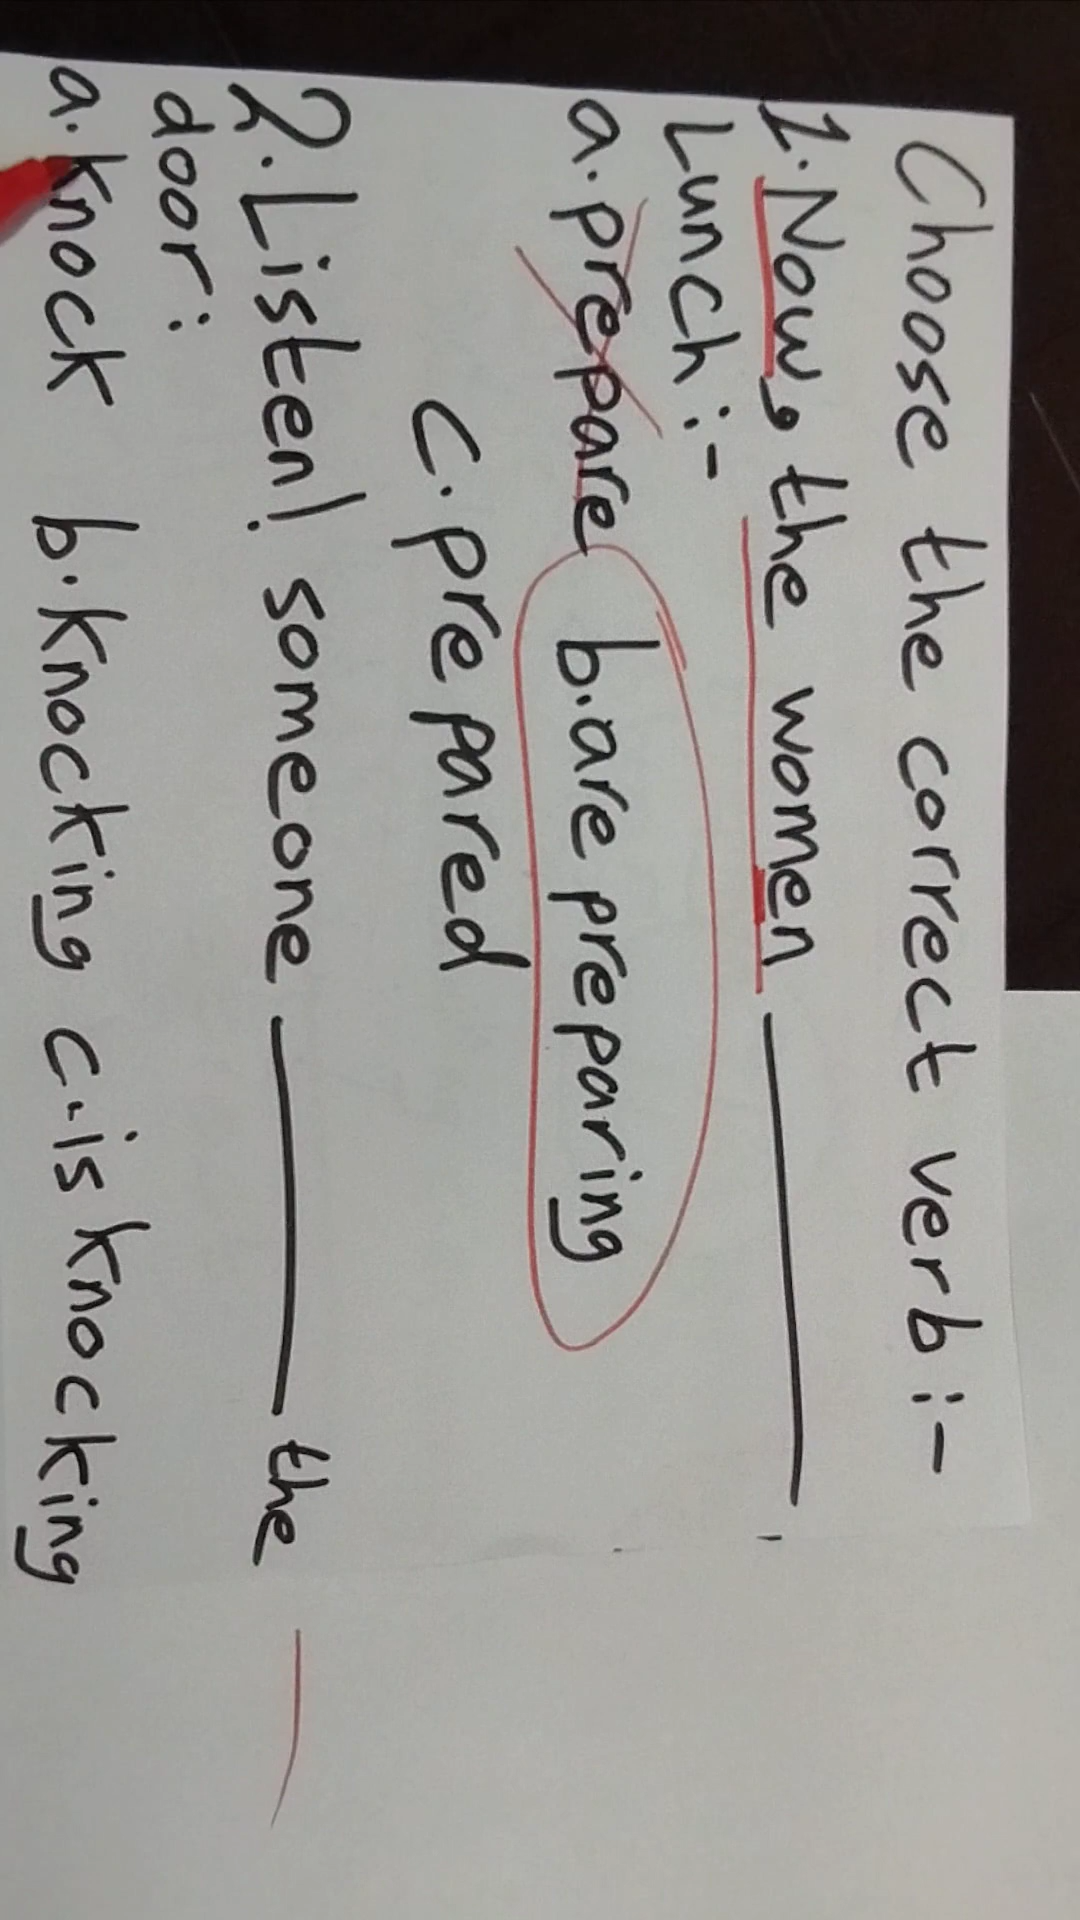 Choose the correct verb:-
1. Now, the women ________
Lunch:-
a. prepare b. are preparing
c. prepared
2. Listen! someone ________ the
door:
a. knock b. knocking c. is knocking